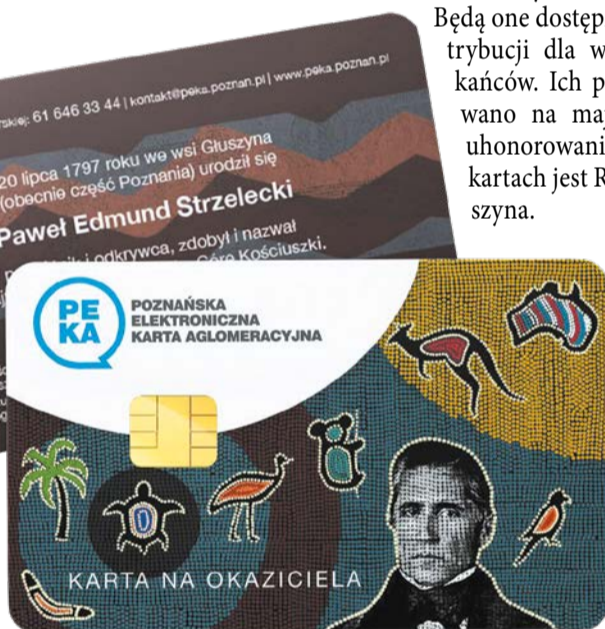 Będą one dostęp
trybucji dla w
kańców. Ich p
wano na ma
uhonorowani
kartach jest R
szyna.
61 646 33 44 | kontakt@peka.poznan.pl | www.peka.poznan.pl
20 lipca 1797 roku we wsi Głuszyna
(obecnie część Poznania) urodził się
Paweł Edmund Strzelecki
i odkrywca, zdobył i nazwał
Górę Kościuszki.
PE
KA
POZNAŃSKA
ELEKTRONICZNA
KARTA AGLOMERACYJNA
KARTA NA OKAZICIELA